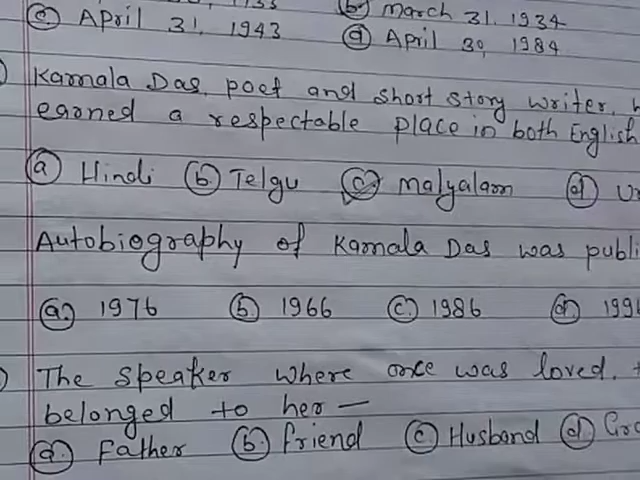 (c) April 31, 1943 (b) March 31. 1934
(d) April 30, 1984
Kamala Das, poet and short story writer,
earned a respectable place in both English
(a) Hindi (b) Telgu (c) Malyalam (d)
Autobiography of Kamala Das was publi
(a) 1976 (b) 1966 (c) 1986 (d) 199
The speaker where once was loved.
belonged to her —
(a) Father (b) friend (c) Husband (d)